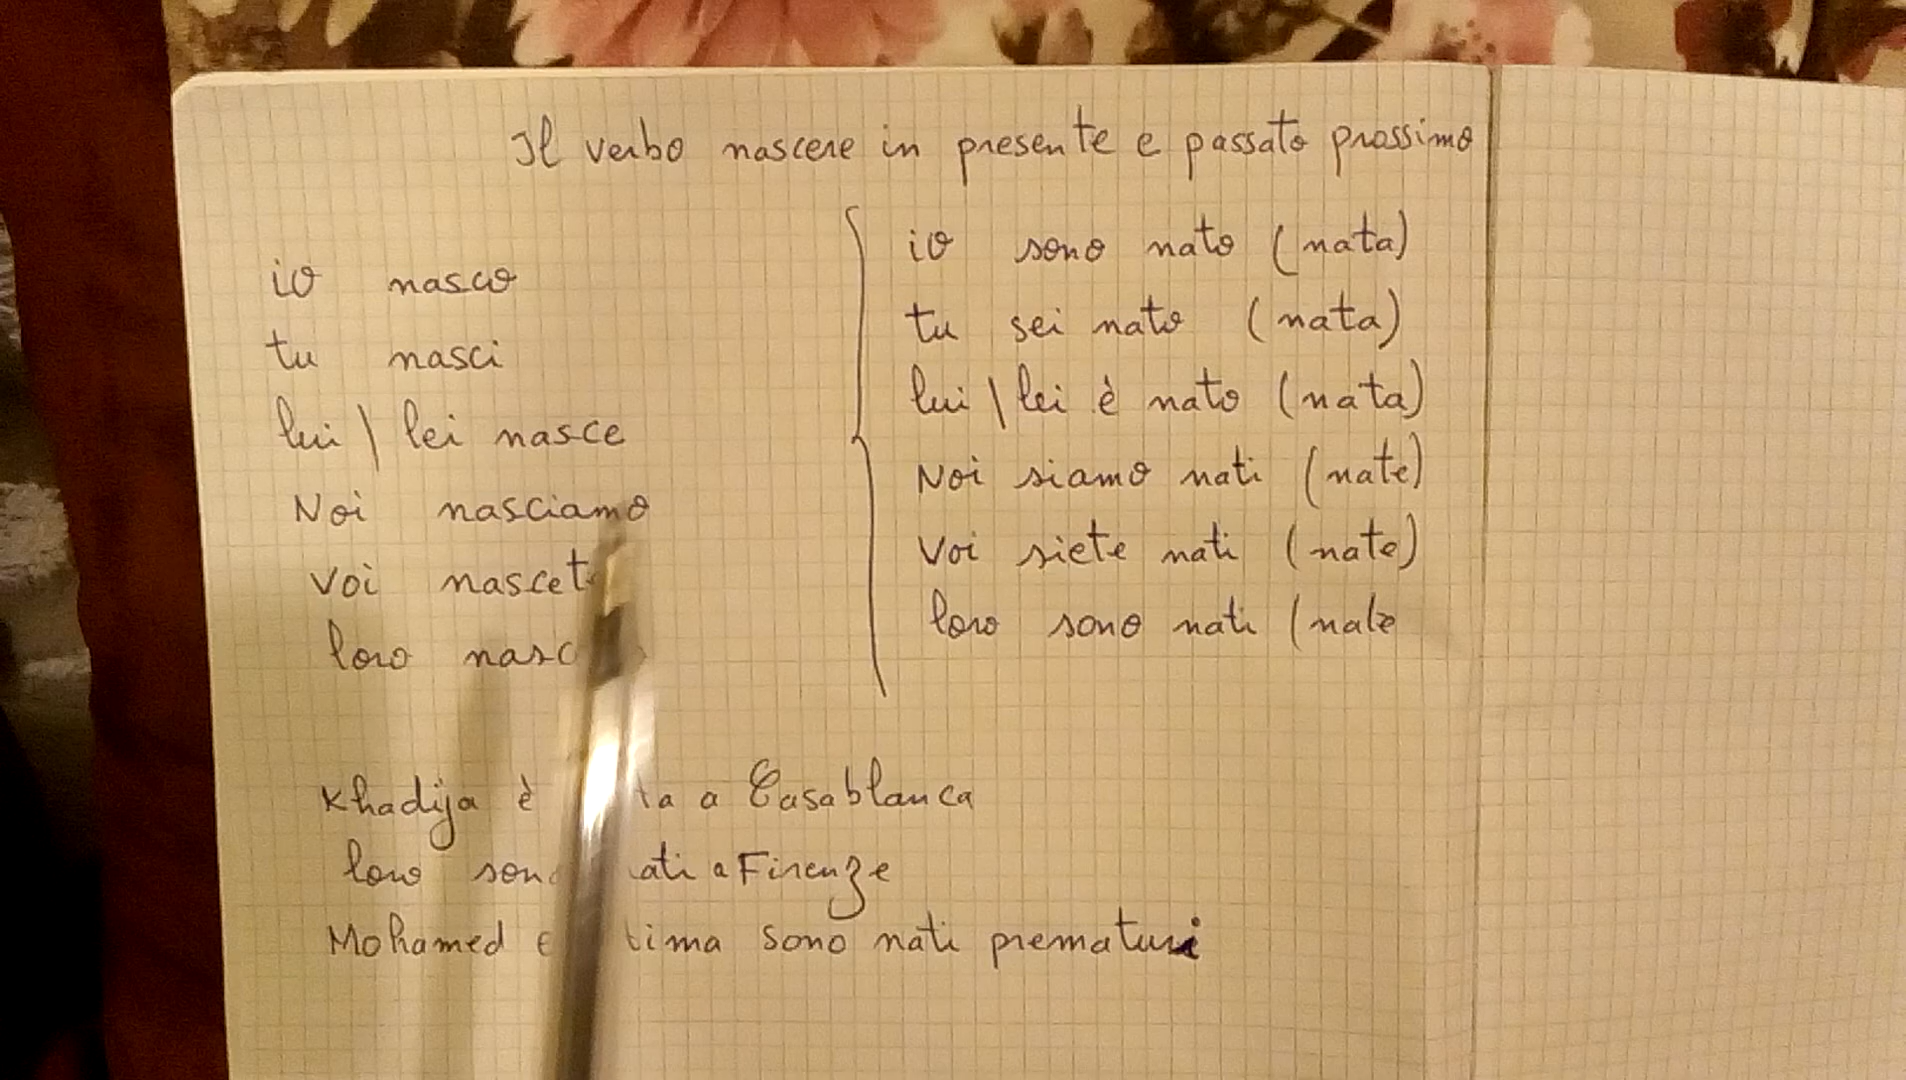 Il verbo nascere in presente e passato prossimo
io nasco
tu nasci
lui \ lei nasce
Noi nasciamo
voi
loro
io sono nato (nata)
tu sei nato (nata)
lui \ lei è nato (nata)
Noi siamo nati (nate)
Voi siete nati (nate)
loro sono nati (nate
Khadija è a Casablanca
loro a Firenze
Mohamed e sono nati prematuri